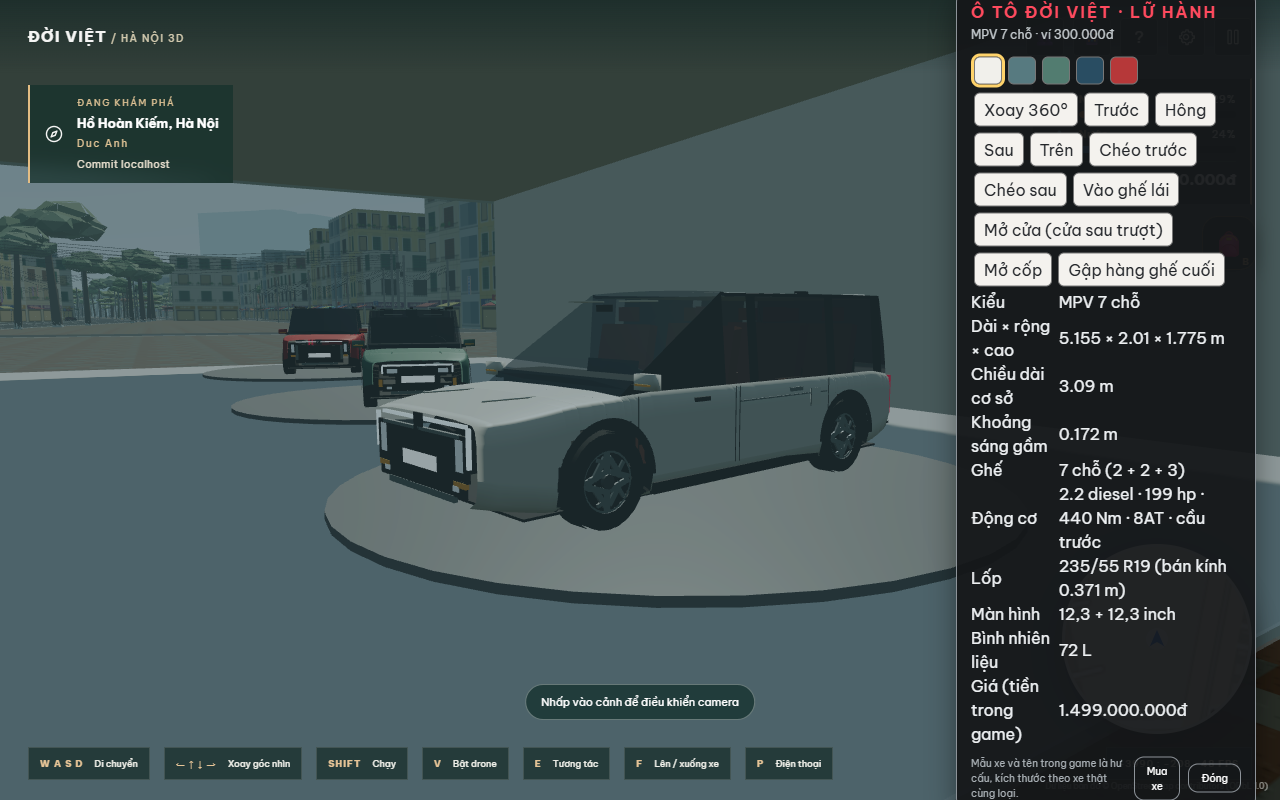 ĐỜI VIỆT / HÀ NỘI 3D
ĐANG KHÁM PHÁ
Hồ Hoàn Kiếm, Hà Nội
Duc Anh
Commit localhost
Ô TÔ ĐỜI VIỆT · LỮ HÀNH
MPV 7 chỗ · ví 300.000đ
Xoay 360° Trước Hông
Sau Trên Chéo trước
Chéo sau Vào ghế lái
Mở cửa (cửa sau trượt)
Mở cốp Gập hàng ghế cuối
Kiểu MPV 7 chỗ
Dài × rộng
× cao
5.155 × 2.01 × 1.775 m
Chiều dài
cơ sở
3.09 m
Khoảng
sáng gầm
0.172 m
Ghế 7 chỗ (2 + 2 + 3)
Động cơ
2.2 diesel · 199 hp ·
440 Nm · 8AT · cầu
trước
Lốp
235/55 R19 (bán kính
0.371 m)
Màn hình 12,3 + 12,3 inch
Bình nhiên
liệu
72 L
Giá (tiền
trong
game)
1.499.000.000đ
Mẫu xe và tên trong game là hư
cấu, kích thước theo xe thật
cùng loại.
Mua
xe
Đóng
Nhấp vào cảnh để điều khiển camera
W A S D Di chuyển
←↑↓→ Xoay góc nhìn
SHIFT Chạy
V Bật drone
E Tương tác
F Lên / xuống xe
P Điện thoại